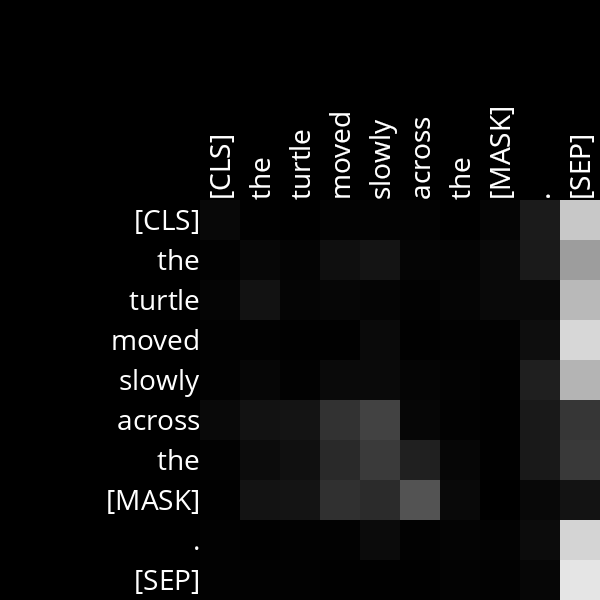 [CLS] the turtle moved slowly across the [MASK] . [SEP]
[CLS]
the
turtle
moved
slowly
across
the
[MASK]
.
[SEP]